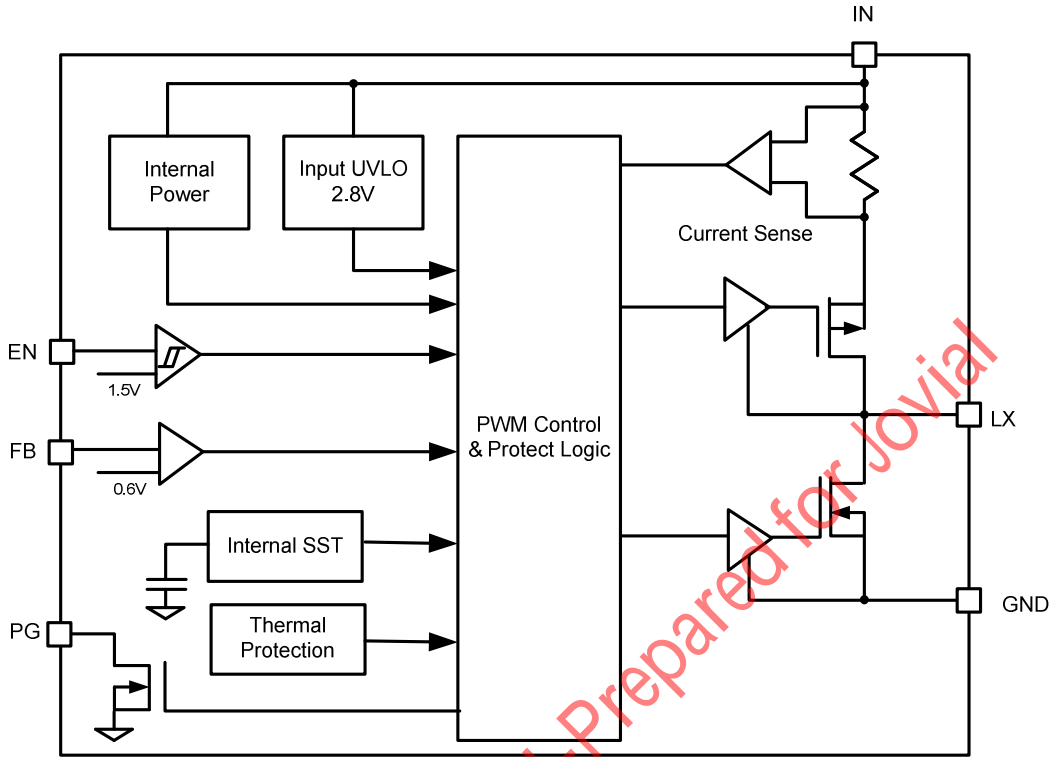 IN
Internal
Power
Input UVLO
2.8V
Current Sense
EN
1.5V
PWM Control
& Protect Logic
LX
FB
0.6V
Internal SST
GND
PG
Thermal
Protection
.Prepared for Jovial